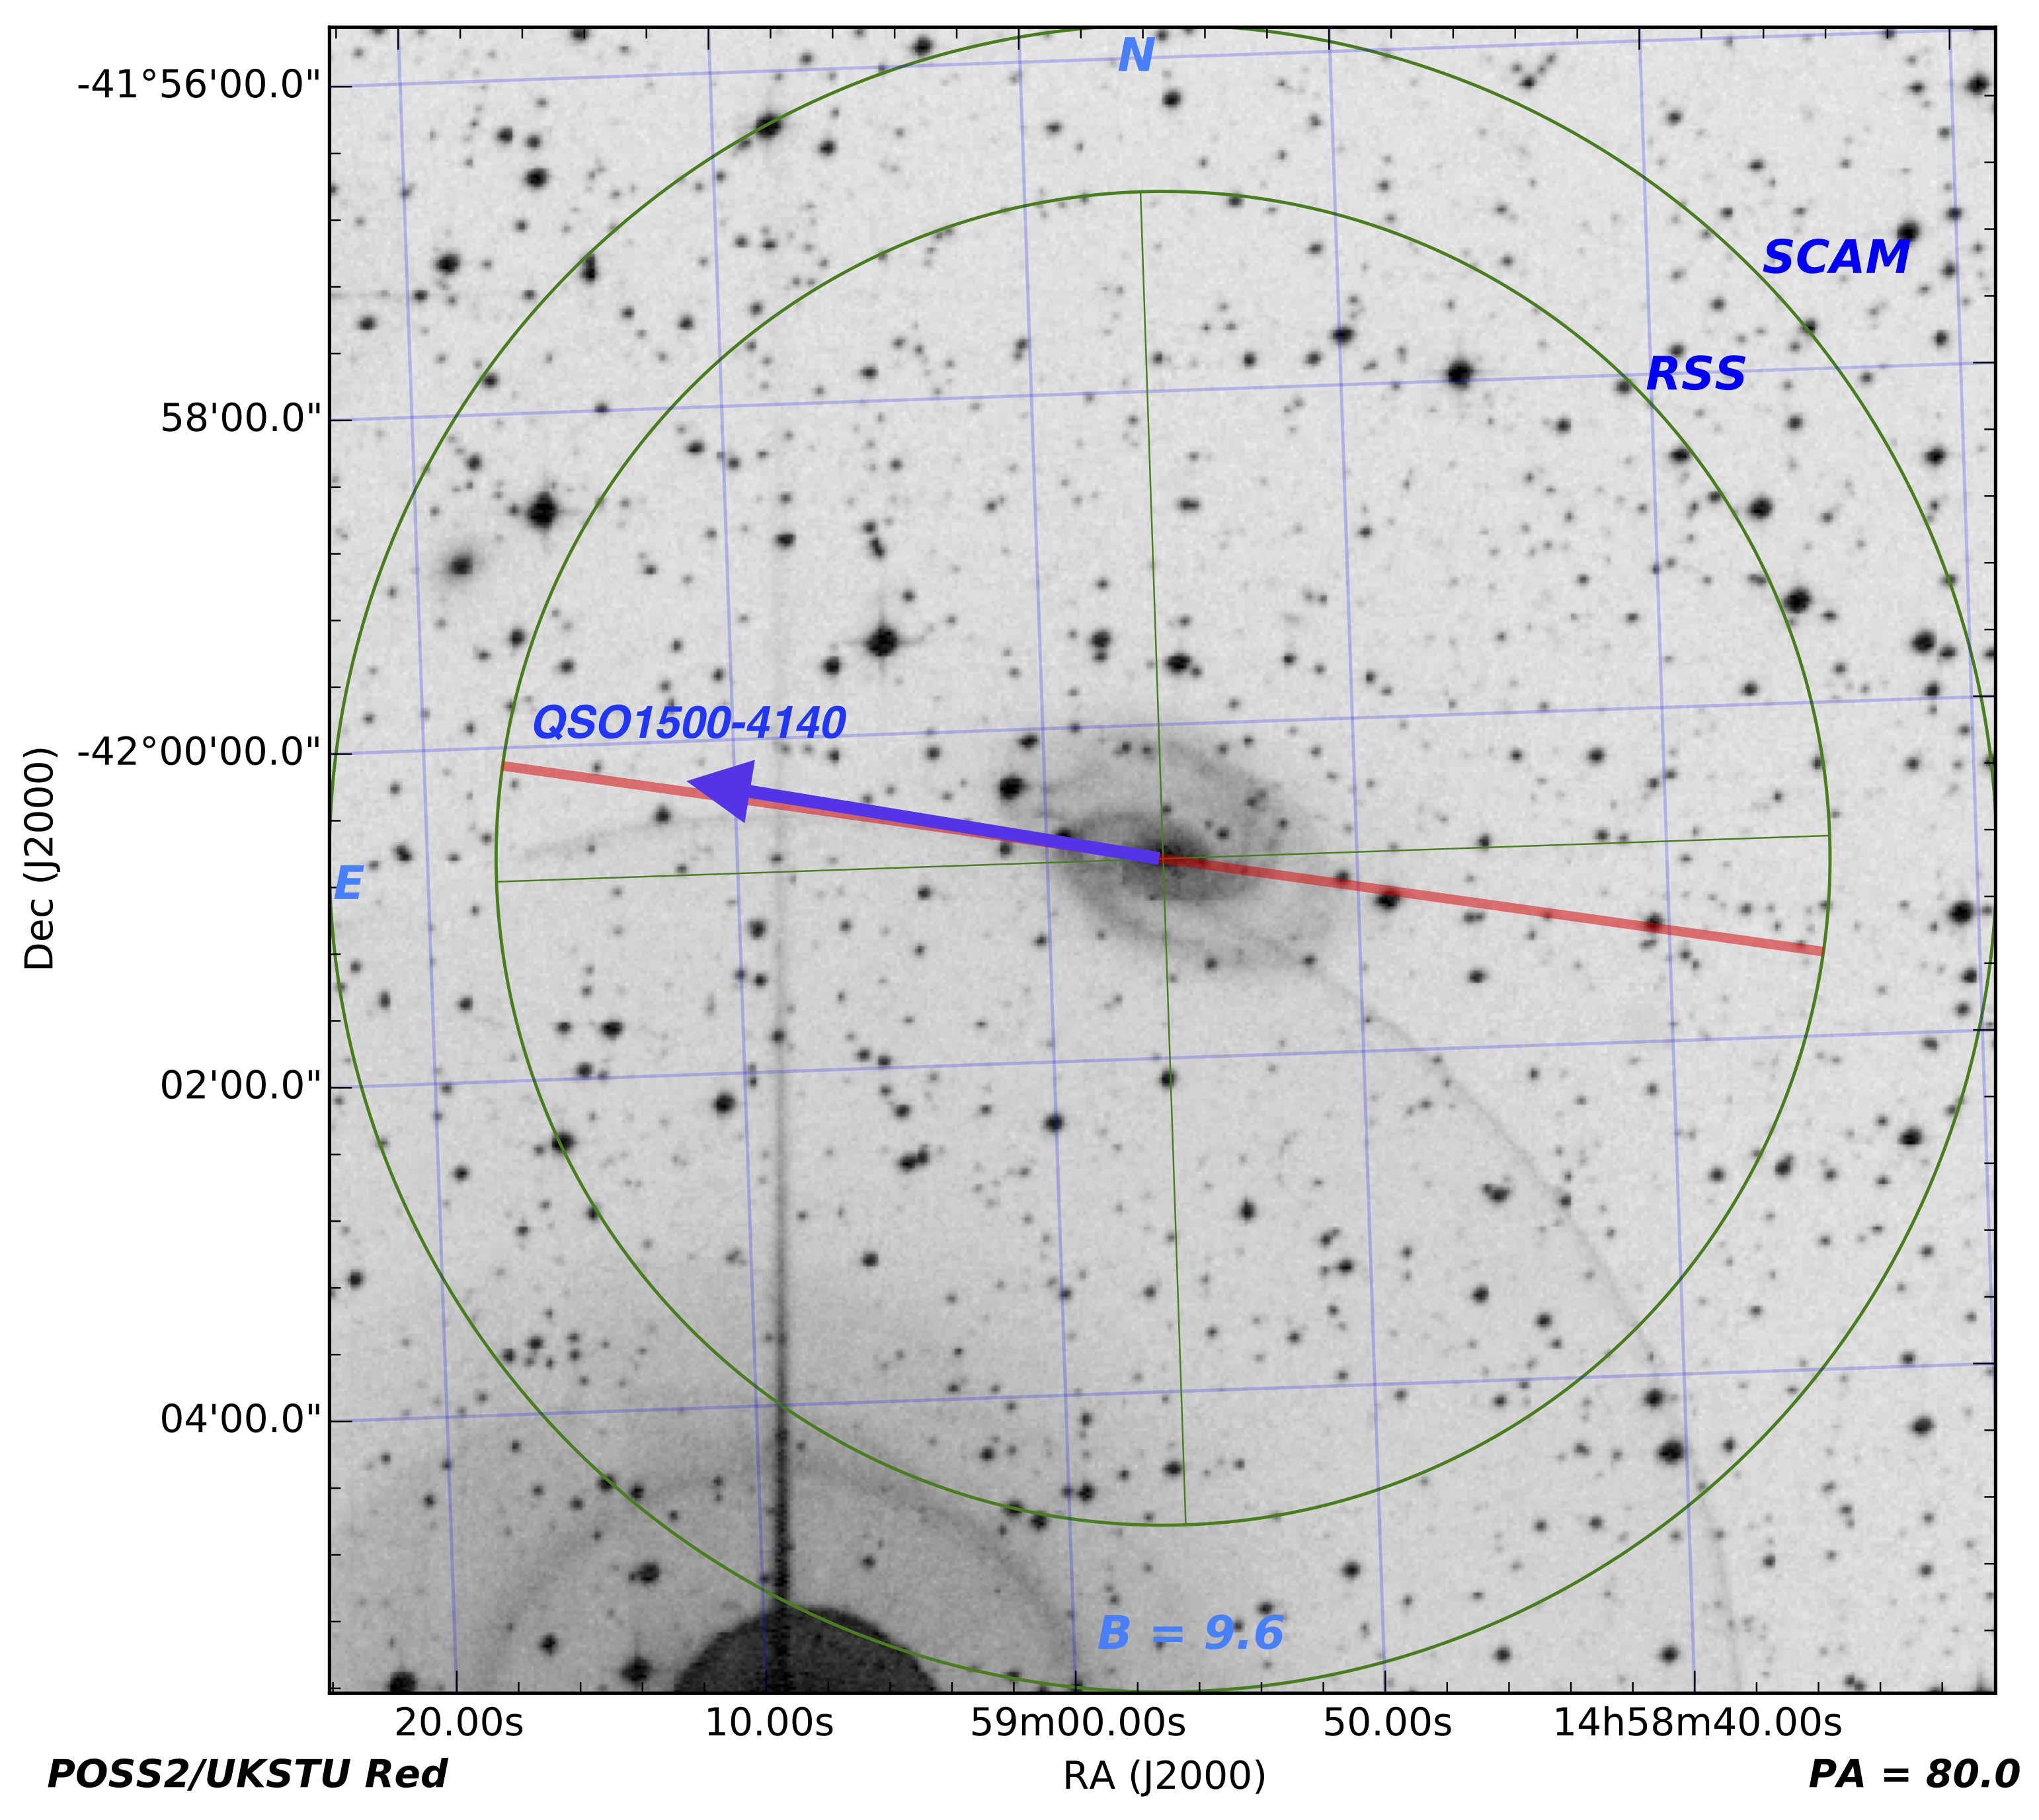 N
-41°56'00.0"
SCAM
RSS
58'00.0"
QSO1500-4140
-42°00'00.0"
Dec (J2000)
E
02'00.0"
04'00.0"
B = 9.6
20.00s 10.00s 59m00.00s 50.00s 14h58m40.00s
POSS2/UKSTU Red RA (J2000) PA = 80.0